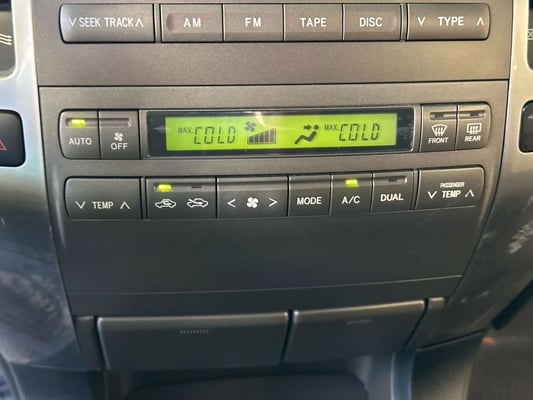 ∨ SEEK TRACK ∧ AM FM TAPE DISC ∨ TYPE ∧
AUTO OFF MAX. COLD MAX. COLD FRONT REAR
∨ TEMP ∧ < > MODE A/C DUAL PASSENGER
∨ TEMP ∧